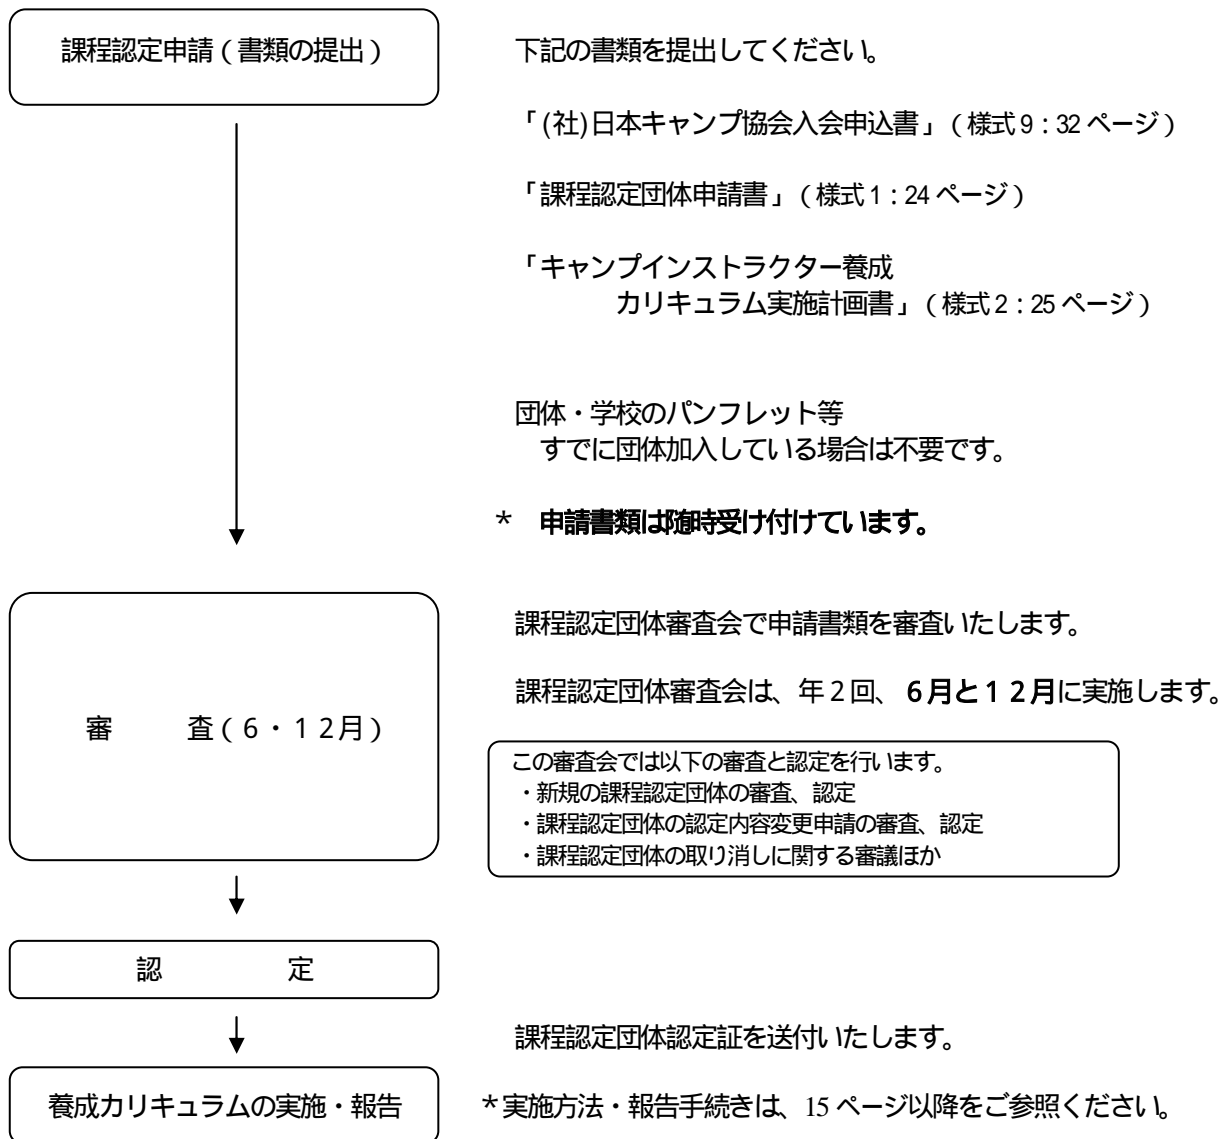 課程認定申請(書類の提出)
下記の書類を提出してください。
「(社)日本キャンプ協会入会申込書」(様式9:32ページ)
「課程認定団体申請書」(様式1:24ページ)
「キャンプインストラクター養成
カリキュラム実施計画書」(様式2:25ページ)
団体・学校のパンフレット等
すでに団体加入している場合は不要です。
* 申請書類は随時受け付けています。
審　　査(6・12月)
課程認定団体審査会で申請書類を審査いたします。
課程認定団体審査会は、年2回、6月と12月に実施します。
この審査会では以下の審査と認定を行います。
・新規の課程認定団体の審査、認定
・課程認定団体の認定内容変更申請の審査、認定
・課程認定団体の取り消しに関する審議ほか
認　　　定
課程認定団体認定証を送付いたします。
養成カリキュラムの実施・報告
*実施方法・報告手続きは、15ページ以降をご参照ください。